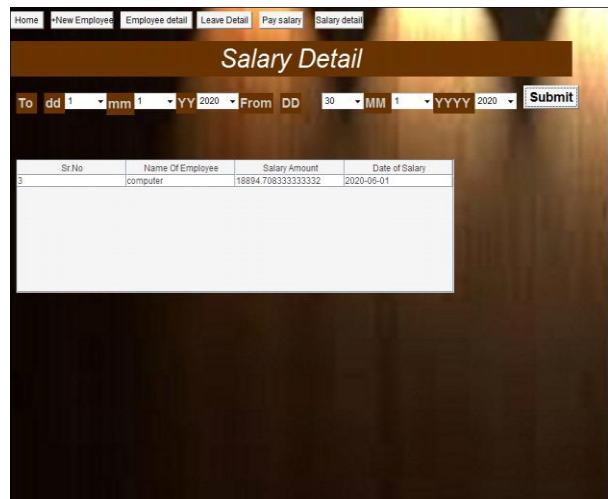 Home +New Employee Employee detail Leave Detail Pay salary Salary detail
Salary Detail
To dd 1 mm 1 YY 2020 From DD 30 MM 1 YYYY 2020 Submit
Sr.No Name Of Employee Salary Amount Date of Salary
3 computer 18894.708333333332 2020-06-01